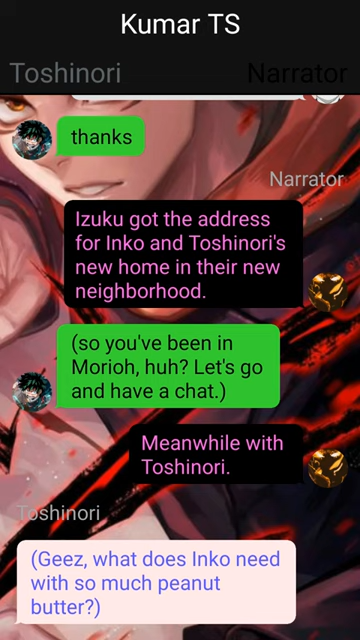 Kumar TS
Toshinori
Narrator
thanks
Narrator
Izuku got the address
for Inko and Toshinori's
new home in their new
neighborhood.
(so you've been in
Morioh, huh? Let's go
and have a chat.)
Meanwhile with
Toshinori.
Toshinori
(Geez, what does Inko need
with so much peanut
butter?)